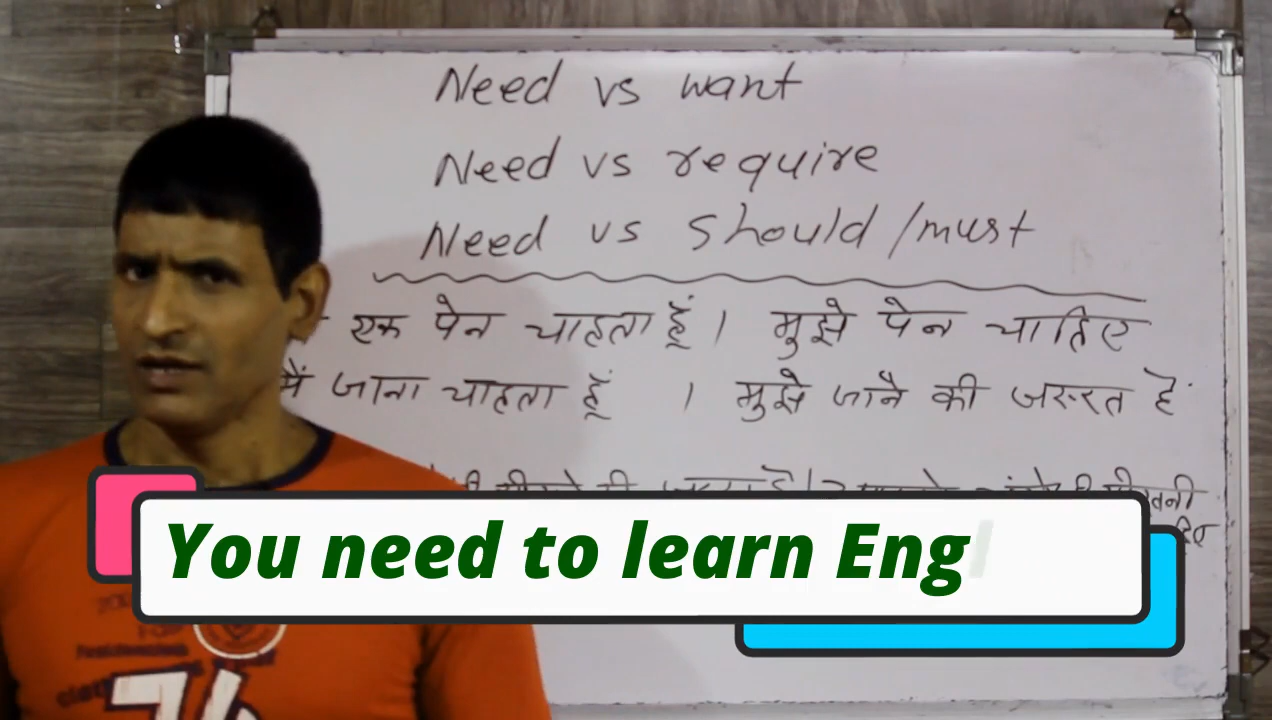 Need vs want
Need vs require
Need vs should/must
एक पेन चाहता हूँ। मुझे पेन चाहिए
मैं जाना चाहता हूँ । मुझे जाने की जरूरत है
You need to learn Eng
74